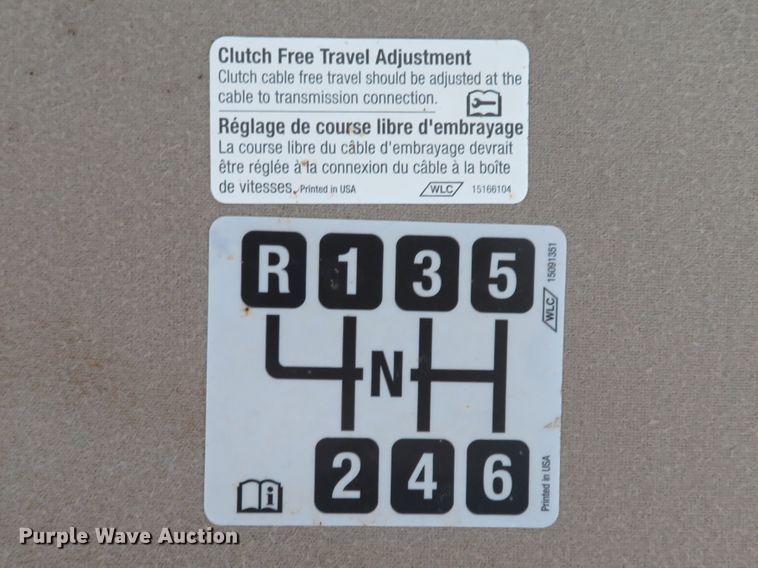 Clutch Free Travel Adjustment
Clutch cable free travel should be adjusted at the
cable to transmission connection.
Réglage de course libre d'embrayage
La course libre du câble d'embrayage devrait
être réglée à la connexion du câble à la boîte
de vitesses. Printed in USA WLC 15166104
R 1 3 5
WLC 15091351
N
2 4 6
Printed in USA
i
Purple Wave Auction